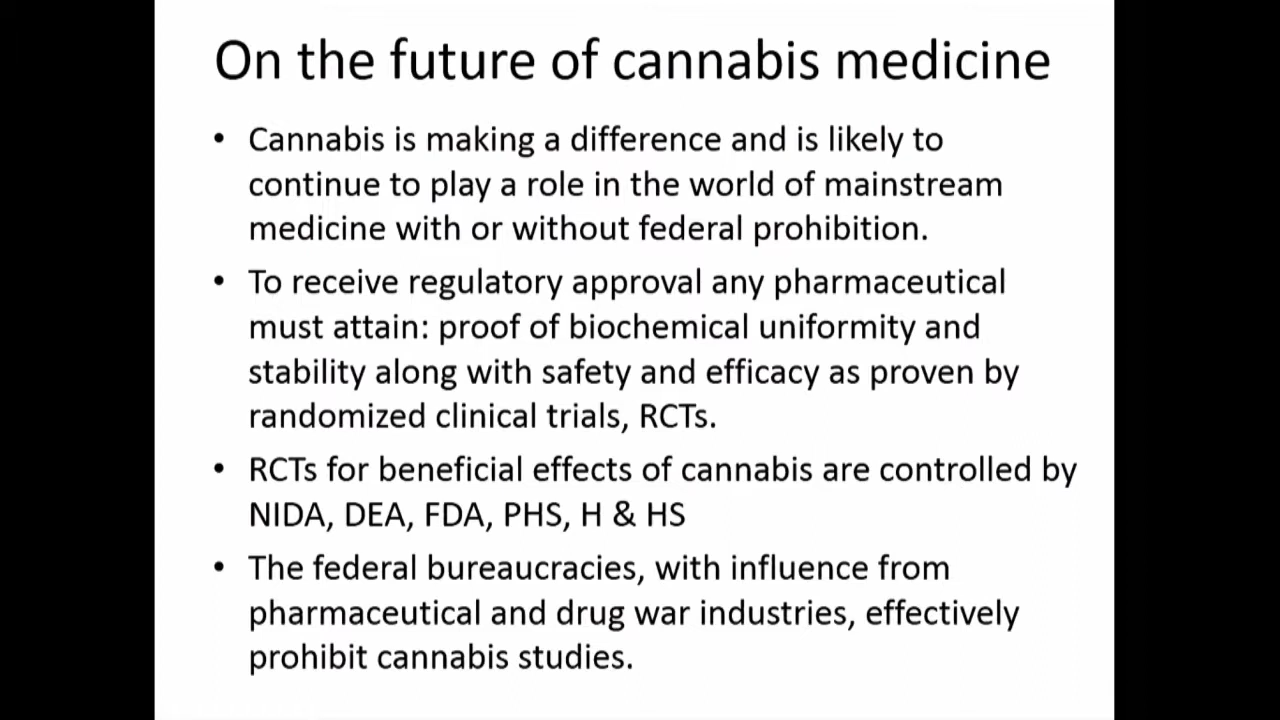 On the future of cannabis medicine
• Cannabis is making a difference and is likely to
continue to play a role in the world of mainstream
medicine with or without federal prohibition.
• To receive regulatory approval any pharmaceutical
must attain: proof of biochemical uniformity and
stability along with safety and efficacy as proven by
randomized clinical trials, RCTs.
• RCTs for beneficial effects of cannabis are controlled by
NIDA, DEA, FDA, PHS, H & HS
• The federal bureaucracies, with influence from
pharmaceutical and drug war industries, effectively
prohibit cannabis studies.